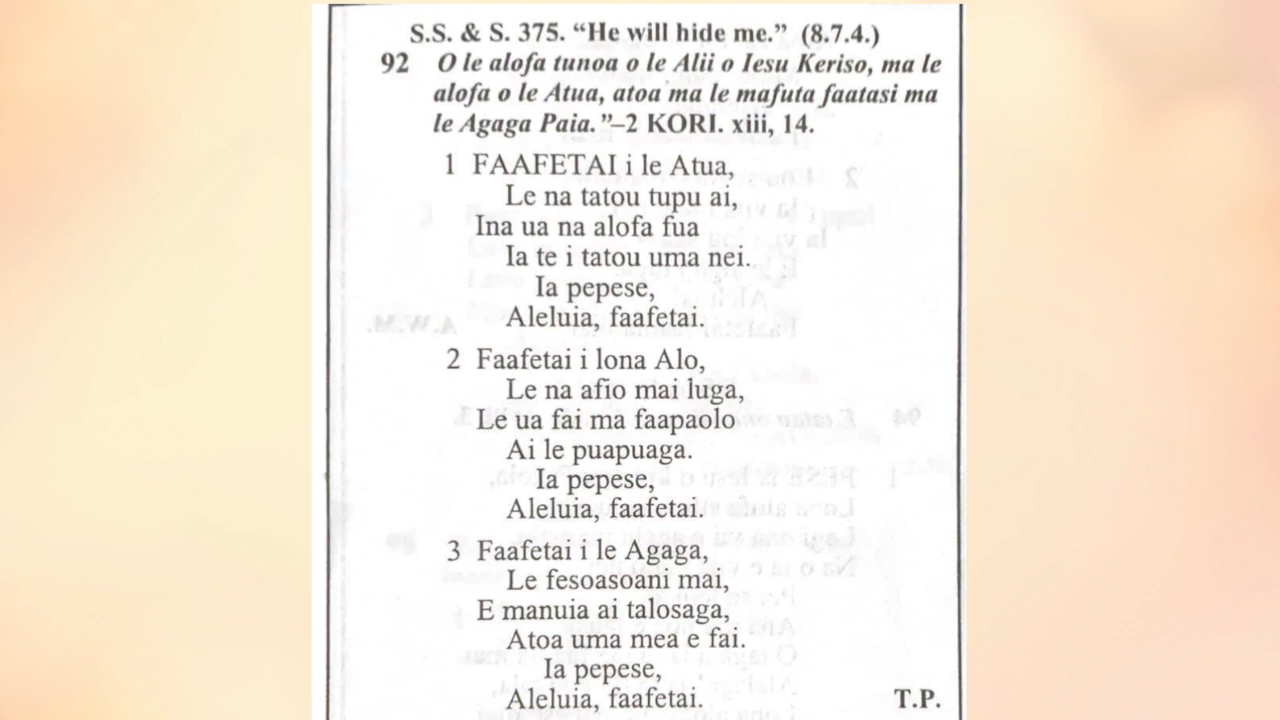 S.S. & S. 375. “He will hide me.” (8.7.4.)
92 O le alofa tunoa o le Alii o Iesu Keriso, ma le
alofa o le Atua, atoa ma le mafuta faatasi ma
le Agaga Paia.”–2 KORI. xiii, 14.
1 FAAFETAI i le Atua,
Le na tatou tupu ai,
Ina ua na alofa fua
Ia te i tatou uma nei.
Ia pepese,
Aleluia, faafetai.
2 Faafetai i lona Alo,
Le na afio mai luga,
Le ua fai ma faapaolo
Ai le puapuaga.
Ia pepese,
Aleluia, faafetai.
3 Faafetai i le Agaga,
Le fesoasoani mai,
E manuia ai talosaga,
Atoa uma mea e fai.
Ia pepese,
Aleluia, faafetai.
T.P.